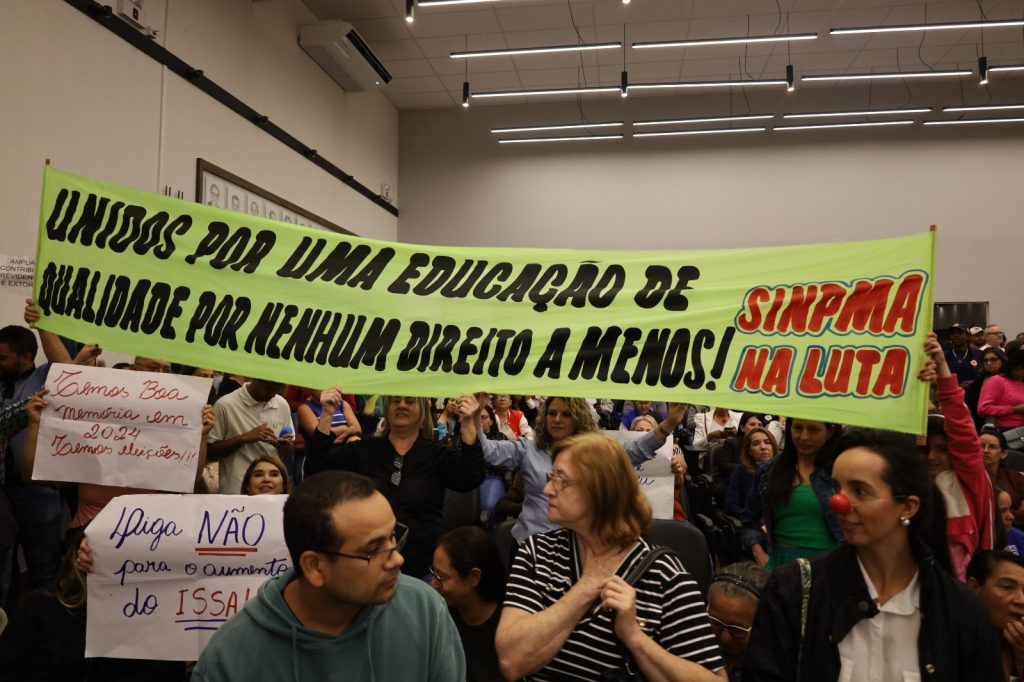 UNIDOS POR UMA EDUCAÇÃO DE
QUALIDADE POR NENHUM DIREITO A MENOS!
SINPMA
NA LUTA
Temos Boa
memória em
2024
Temos eleições!!!
Diga NÃO
para o aumento
do ISSA!